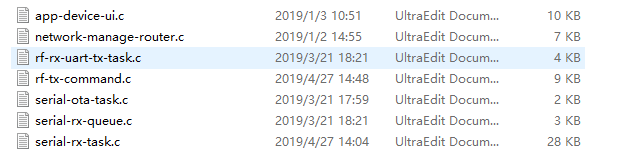 app-device-ui.c 2019/1/3 10:51 UltraEdit Docum... 10 KB
network-manage-router.c 2019/1/2 14:55 UltraEdit Docum... 7 KB
rf-rx-uart-tx-task.c 2019/3/21 18:21 UltraEdit Docum... 4 KB
rf-tx-command.c 2019/4/27 14:48 UltraEdit Docum... 9 KB
serial-ota-task.c 2019/3/21 17:59 UltraEdit Docum... 2 KB
serial-rx-queue.c 2019/3/21 18:21 UltraEdit Docum... 3 KB
serial-rx-task.c 2019/4/27 14:04 UltraEdit Docum... 28 KB